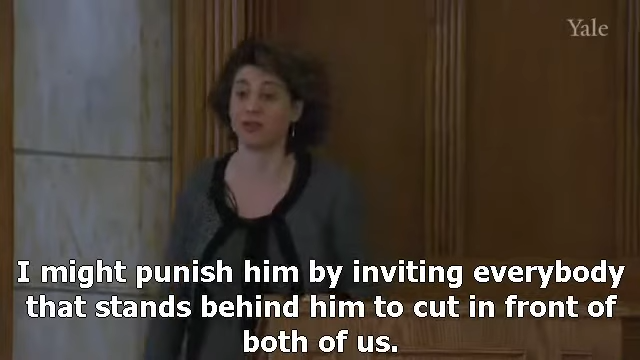 Yale
I might punish him by inviting everybody
that stands behind him to cut in front of
both of us.